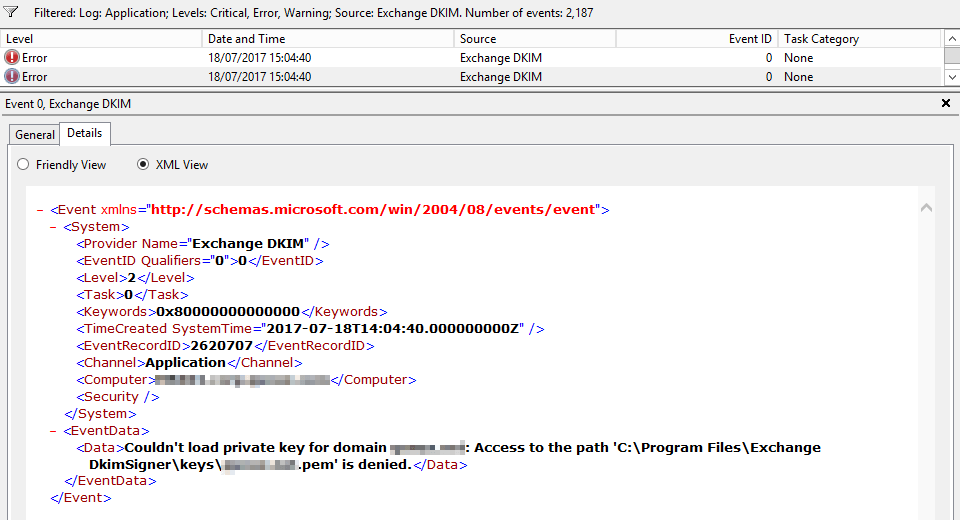 Filtered: Log: Application; Levels: Critical, Error, Warning; Source: Exchange DKIM. Number of events: 2,187
Level Date and Time Source Event ID Task Category
Error 18/07/2017 15:04:40 Exchange DKIM 0 None
Error 18/07/2017 15:04:40 Exchange DKIM 0 None
Event 0, Exchange DKIM
General Details
Friendly View XML View
- <Event xmlns="http://schemas.microsoft.com/win/2004/08/events/event">
- <System>
<Provider Name="Exchange DKIM" />
<EventID Qualifiers="0">0</EventID>
<Level>2</Level>
<Task>0</Task>
<Keywords>0x80000000000000</Keywords>
<TimeCreated SystemTime="2017-07-18T14:04:40.000000000Z" />
<EventRecordID>2620707</EventRecordID>
<Channel>Application</Channel>
<Computer></Computer>
<Security />
</System>
- <EventData>
<Data>Couldn't load private key for domain : Access to the path 'C:\Program Files\Exchange
DkimSigner\keys\.pem' is denied.</Data>
</EventData>
</Event>